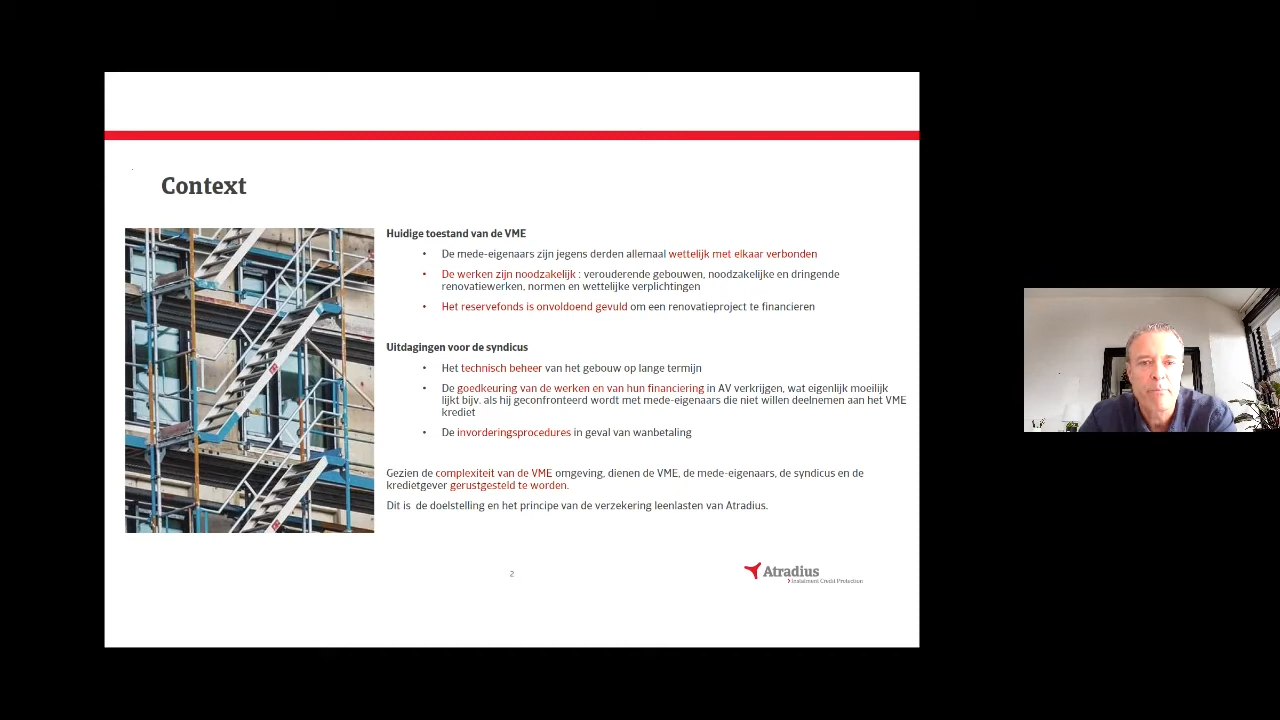 Context
Huidige toestand van de VME
• De mede-eigenaars zijn jegens derden allemaal wettelijk met elkaar verbonden
• De werken zijn noodzakelijk : verouderende gebouwen, noodzakelijke en dringende
renovatiewerken, normen en wettelijke verplichtingen
• Het reservefonds is onvoldoend gevuld om een renovatieproject te financieren
Uitdagingen voor de syndicus
• Het technisch beheer van het gebouw op lange termijn
• De goedkeuring van de werken en van hun financiering in AV verkrijgen, wat eigenlijk moeilijk
lijkt bijv. als hij geconfronteerd wordt met mede-eigenaars die niet willen deelnemen aan het VME
krediet
• De invorderingsprocedures in geval van wanbetaling
Gezien de complexiteit van de VME omgeving, dienen de VME, de mede-eigenaars, de syndicus en de
kredietgever gerustgesteld te worden.
Dit is de doelstelling en het principe van de verzekering leenlasten van Atradius.
2
Atradius
Instalment Credit Protection